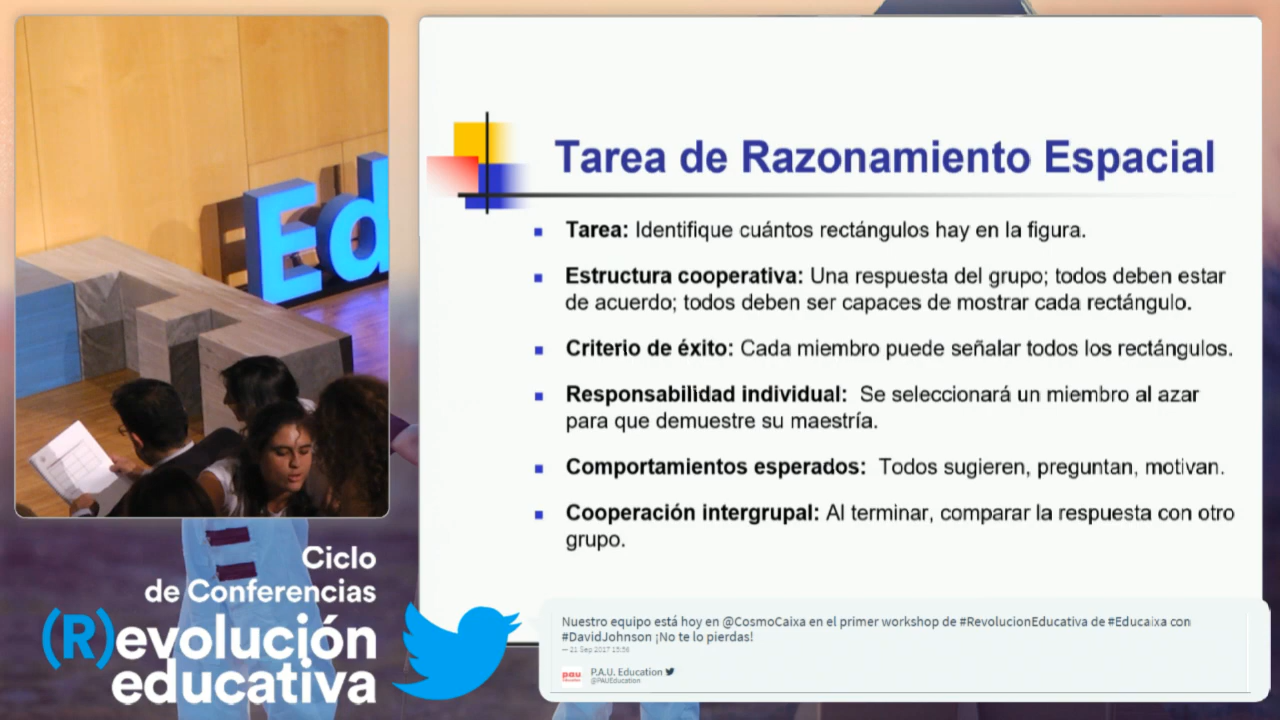 Ed
Tarea de Razonamiento Espacial
Tarea: Identifique cuántos rectángulos hay en la figura.
Estructura cooperativa: Una respuesta del grupo; todos deben estar
de acuerdo; todos deben ser capaces de mostrar cada rectángulo.
Criterio de éxito: Cada miembro puede señalar todos los rectángulos.
Responsabilidad individual: Se seleccionará un miembro al azar
para que demuestre su maestría.
Comportamientos esperados: Todos sugieren, preguntan, motivan.
Cooperación intergrupal: Al terminar, comparar la respuesta con otro
grupo.
Ciclo
de Conferencias
(R)evolución
educativa
Nuestro equipo está hoy en @CosmoCaixa en el primer workshop de #RevolucionEducativa de #Educaixa con
#DavidJohnson ¡No te lo pierdas!
— 21 Sep 2017 15:56
pau
P.A.U. Education
@PAUEducation